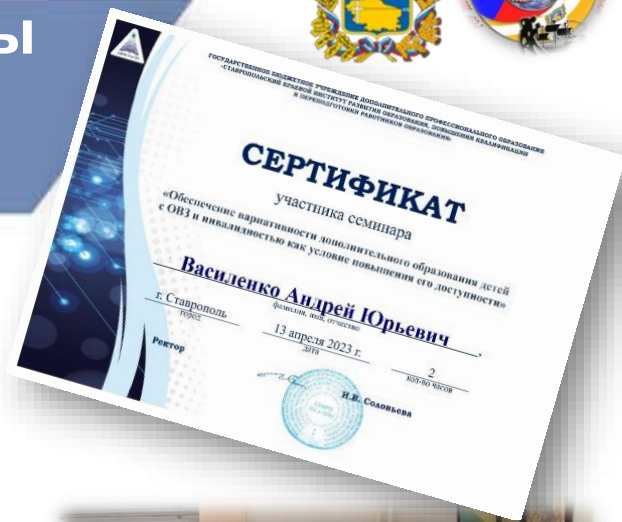 ы
ГОСУДАРСТВЕННОЕ БЮДЖЕТНОЕ УЧРЕЖДЕНИЕ ДОПОЛНИТЕЛЬНОГО ПРОФЕССИОНАЛЬНОГО ОБРАЗОВАНИЯ
«СТАВРОПОЛЬСКИЙ КРАЕВОЙ ИНСТИТУТ РАЗВИТИЯ ОБРАЗОВАНИЯ, ПОВЫШЕНИЯ КВАЛИФИКАЦИИ
И ПЕРЕПОДГОТОВКИ РАБОТНИКОВ ОБРАЗОВАНИЯ»
СЕРТИФИКАТ
участника семинара
«Обеспечение вариативности дополнительного образования детей
с ОВЗ и инвалидностью как условие повышения его доступности»
Василенко Андрей Юрьевич
фамилия, имя, отчество
г. Ставрополь
город
13 апреля 2023 г.
дата
2
кол-во часов
Ректор
И.В. Соловьева